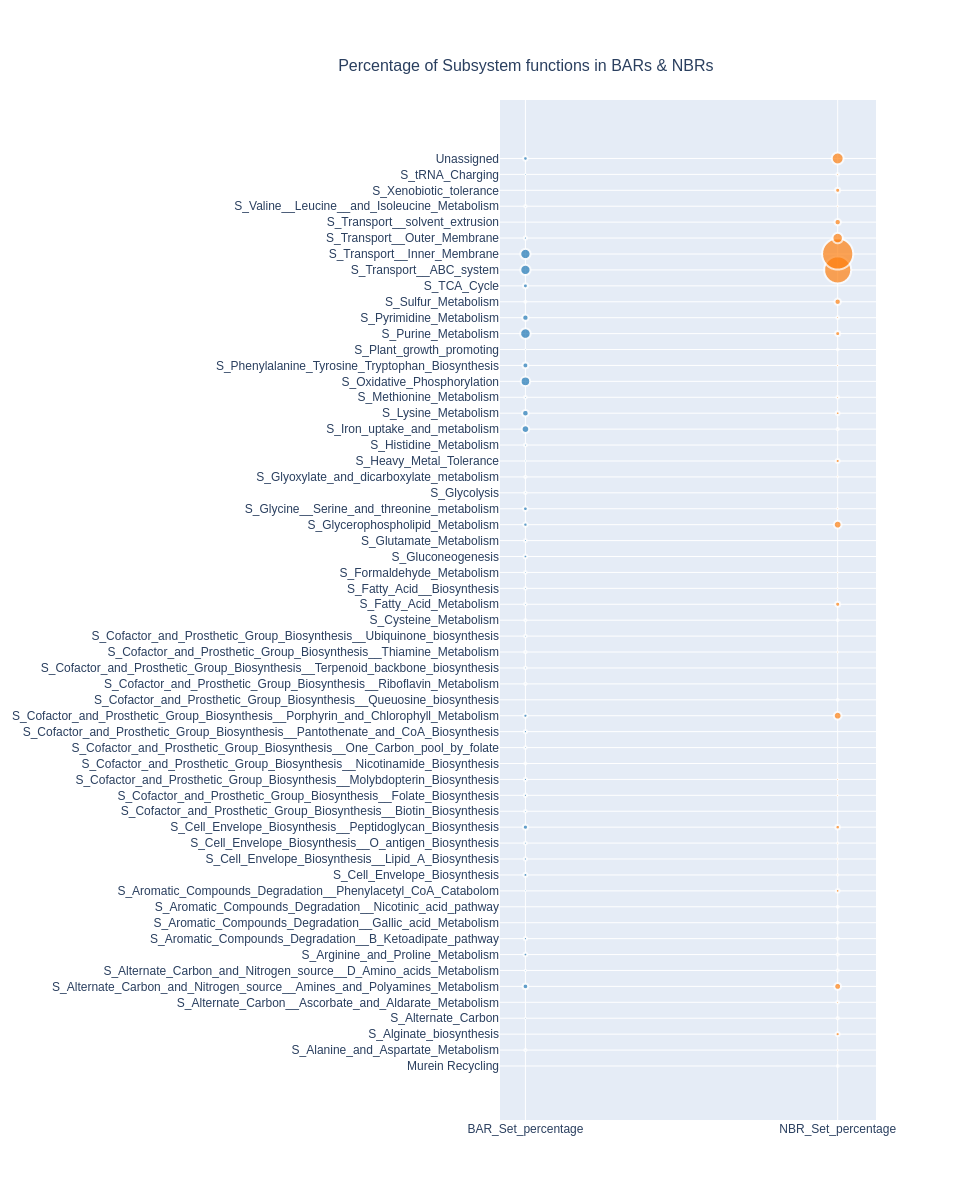 Percentage of Subsystem functions in BARs & NBRs
Unassigned
S_tRNA_Charging
S_Xenobiotic_tolerance
S_Valine__Leucine__and_Isoleucine_Metabolism
S_Transport__solvent_extrusion
S_Transport__Outer_Membrane
S_Transport__Inner_Membrane
S_Transport__ABC_system
S_TCA_Cycle
S_Sulfur_Metabolism
S_Pyrimidine_Metabolism
S_Purine_Metabolism
S_Plant_growth_promoting
S_Phenylalanine_Tyrosine_Tryptophan_Biosynthesis
S_Oxidative_Phosphorylation
S_Methionine_Metabolism
S_Lysine_Metabolism
S_Iron_uptake_and_metabolism
S_Histidine_Metabolism
S_Heavy_Metal_Tolerance
S_Glyoxylate_and_dicarboxylate_metabolism
S_Glycolysis
S_Glycine__Serine_and_threonine_metabolism
S_Glycerophospholipid_Metabolism
S_Glutamate_Metabolism
S_Gluconeogenesis
S_Formaldehyde_Metabolism
S_Fatty_Acid__Biosynthesis
S_Fatty_Acid_Metabolism
S_Cysteine_Metabolism
S_Cofactor_and_Prosthetic_Group_Biosynthesis__Ubiquinone_biosynthesis
S_Cofactor_and_Prosthetic_Group_Biosynthesis__Thiamine_Metabolism
S_Cofactor_and_Prosthetic_Group_Biosynthesis__Terpenoid_backbone_biosynthesis
S_Cofactor_and_Prosthetic_Group_Biosynthesis__Riboflavin_Metabolism
S_Cofactor_and_Prosthetic_Group_Biosynthesis__Queuosine_biosynthesis
S_Cofactor_and_Prosthetic_Group_Biosynthesis__Porphyrin_and_Chlorophyll_Metabolism
S_Cofactor_and_Prosthetic_Group_Biosynthesis__Pantothenate_and_CoA_Biosynthesis
S_Cofactor_and_Prosthetic_Group_Biosynthesis__One_Carbon_pool_by_folate
S_Cofactor_and_Prosthetic_Group_Biosynthesis__Nicotinamide_Biosynthesis
S_Cofactor_and_Prosthetic_Group_Biosynthesis__Molybdopterin_Biosynthesis
S_Cofactor_and_Prosthetic_Group_Biosynthesis__Folate_Biosynthesis
S_Cofactor_and_Prosthetic_Group_Biosynthesis__Biotin_Biosynthesis
S_Cell_Envelope_Biosynthesis__Peptidoglycan_Biosynthesis
S_Cell_Envelope_Biosynthesis__O_antigen_Biosynthesis
S_Cell_Envelope_Biosynthesis__Lipid_A_Biosynthesis
S_Cell_Envelope_Biosynthesis
S_Aromatic_Compounds_Degradation__Phenylacetyl_CoA_Catabolom
S_Aromatic_Compounds_Degradation__Nicotinic_acid_pathway
S_Aromatic_Compounds_Degradation__Gallic_acid_Metabolism
S_Aromatic_Compounds_Degradation__B_Ketoadipate_pathway
S_Arginine_and_Proline_Metabolism
S_Alternate_Carbon_and_Nitrogen_source__D_Amino_acids_Metabolism
S_Alternate_Carbon_and_Nitrogen_source__Amines_and_Polyamines_Metabolism
S_Alternate_Carbon__Ascorbate_and_Aldarate_Metabolism
S_Alternate_Carbon
S_Alginate_biosynthesis
S_Alanine_and_Aspartate_Metabolism
Murein Recycling
BAR_Set_percentage
NBR_Set_percentage